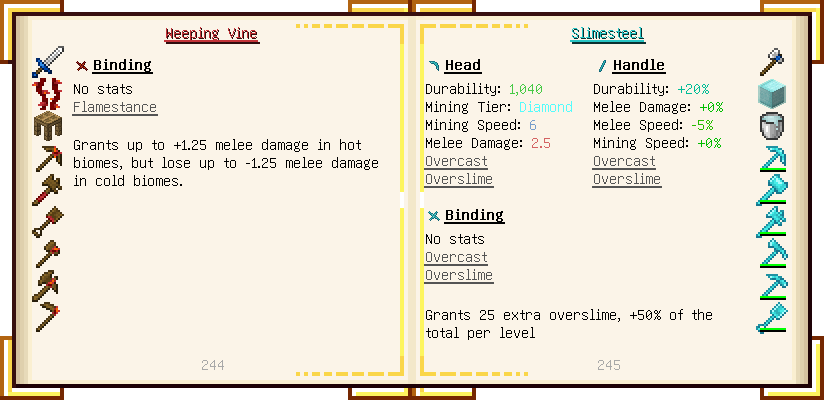 Weeping Vine
Binding
No stats
Flamestance
Grants up to +1.25 melee damage in hot
biomes, but lose up to -1.25 melee damage
in cold biomes.
244
Slimesteel
Head
Durability: 1,040
Mining Tier: Diamond
Mining Speed: 6
Melee Damage: 2.5
Overcast
Overslime
Handle
Durability: +20%
Melee Damage: +0%
Melee Speed: -5%
Mining Speed: +0%
Overcast
Overslime
Binding
No stats
Overcast
Overslime
Grants 25 extra overslime, +50% of the
total per level
245